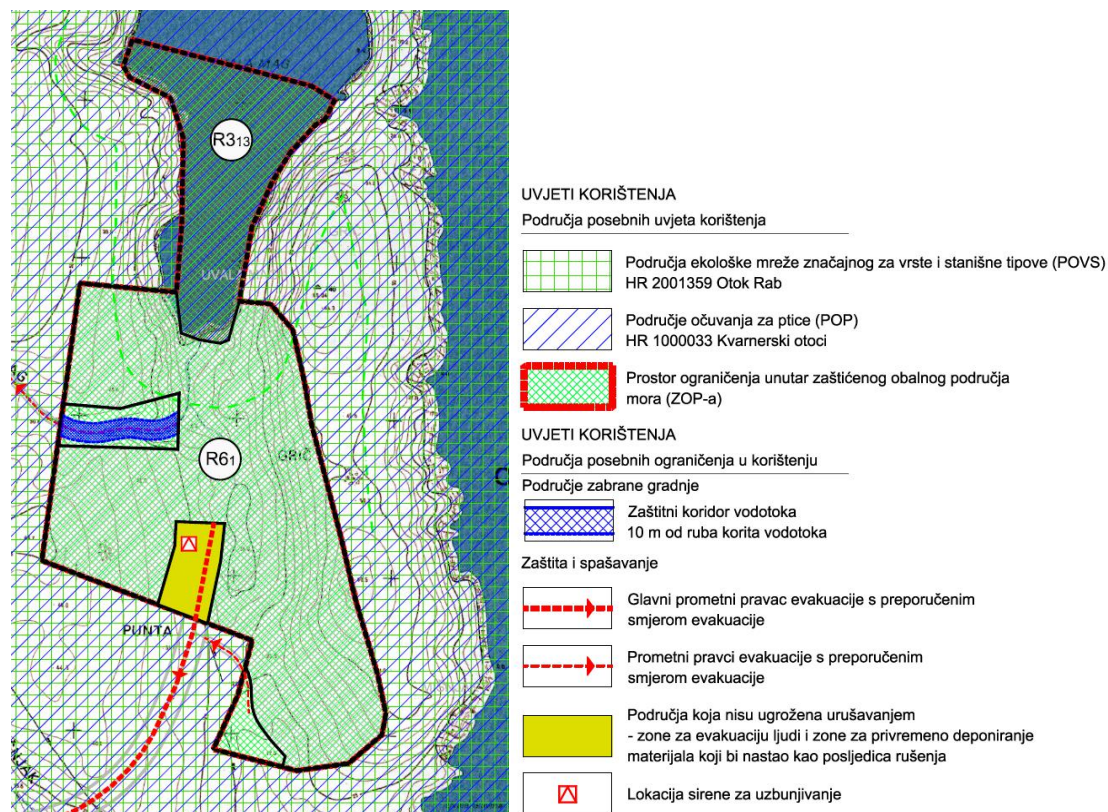 A MAG
R3₁₃
UVAL
R6₁
GRIČ
PUNTA
NJAK
UVJETI KORIŠTENJA
Područja posebnih uvjeta korištenja
Područja ekološke mreže značajnog za vrste i stanišne tipove (POVS)
HR 2001359 Otok Rab
Područje očuvanja za ptice (POP)
HR 1000033 Kvarnerski otoci
Prostor ograničenja unutar zaštićenog obalnog područja
mora (ZOP-a)
UVJETI KORIŠTENJA
Područja posebnih ograničenja u korištenju
Područje zabrane gradnje
Zaštitni koridor vodotoka
10 m od ruba korita vodotoka
Zaštita i spašavanje
Glavni prometni pravac evakuacije s preporučenim
smjerom evakuacije
Prometni pravci evakuacije s preporučenim
smjerom evakuacije
Područja koja nisu ugrožena urušavanjem
- zone za evakuaciju ljudi i zone za privremeno deponiranje
materijala koji bi nastao kao posljedica rušenja
Lokacija sirene za uzbunjivanje